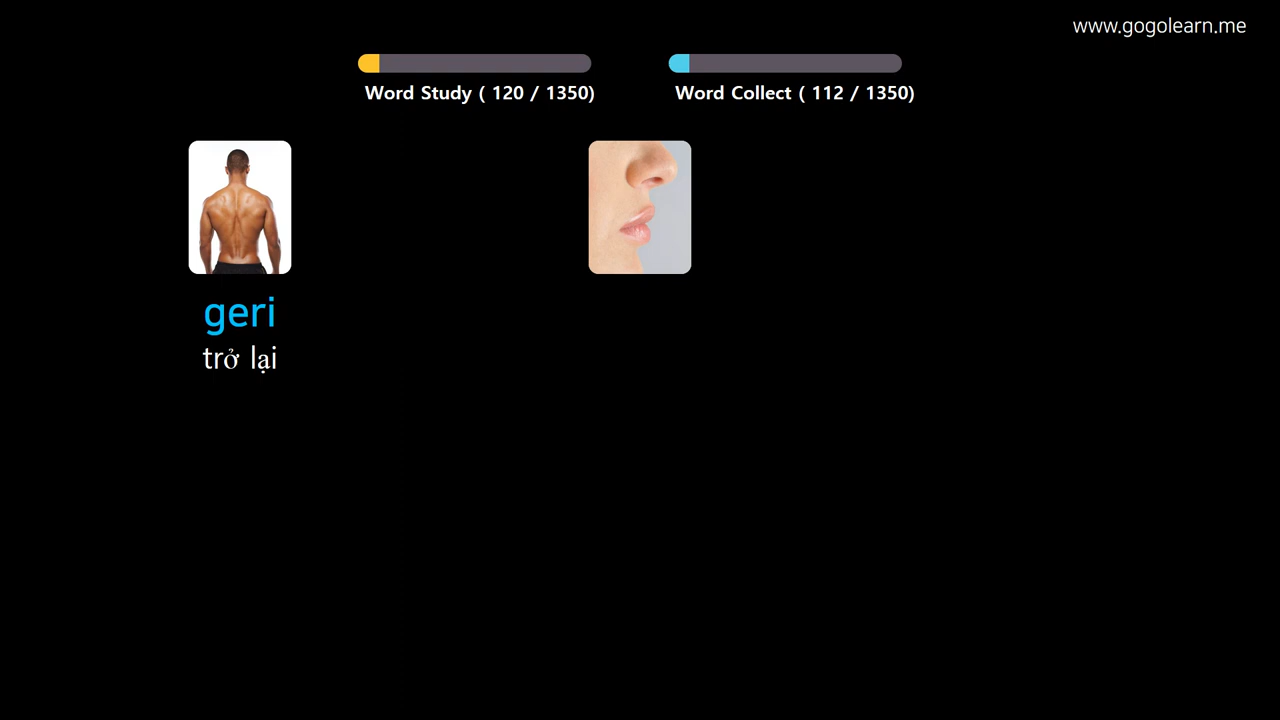 www.gogolearn.me
Word Study ( 120 / 1350)
Word Collect ( 112 / 1350)
geri
trở lại